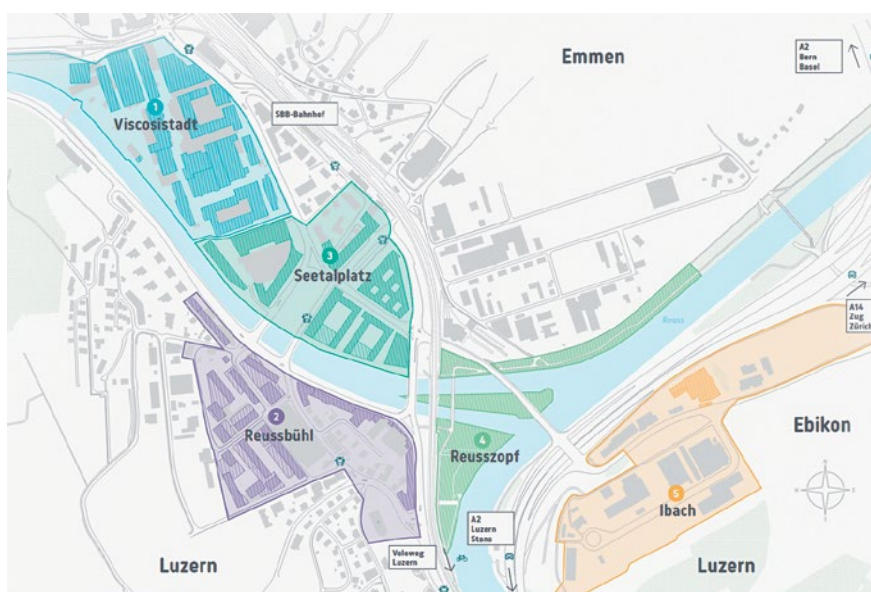 Emmen
A2
Bern
Basel
1
Viscosistadt
SBB-Bahnhof
3
Seetalplatz
A14
Zug
Zürich
Reuss
2
Reussbühl
4
Reusszopf
Ebikon
5
Ibach
A2
Luzern
Stans
Veloweg
Luzern
Luzern
Luzern